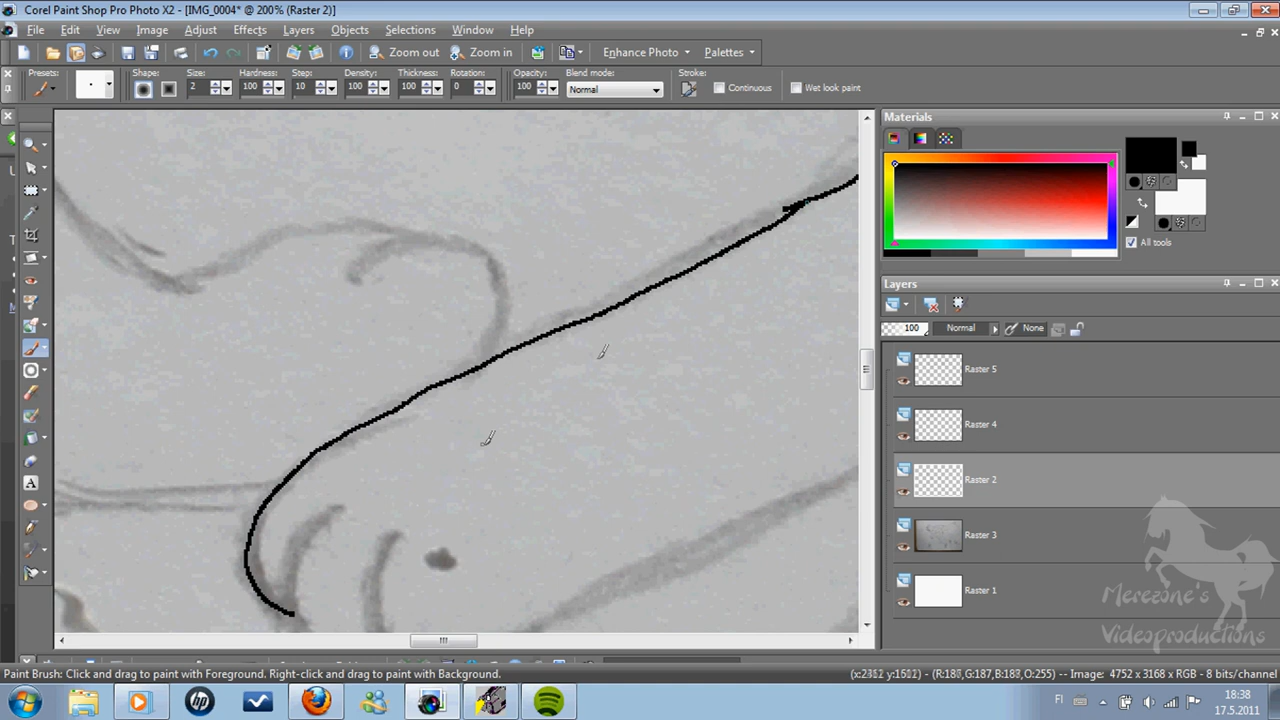 Corel Paint Shop Pro Photo X2 - [IMG_0004* @ 200% (Raster 2)]
File Edit View Image Adjust Effects Layers Objects Selections Window Help
Zoom out Zoom in Enhance Photo Palettes
Presets: Shape: Size: Hardness: Step: Density: Thickness: Rotation: Opacity: Blend mode: Stroke:
2 100 10 100 100 0 100 Normal Continuous Wet look paint
Materials
All tools
Layers
100 Normal None
Raster 5
Raster 4
Raster 2
Raster 3
Raster 1
Merezone's
Videoproductions
Paint Brush: Click and drag to paint with Foreground. Right-click and drag to paint with Background.
Image: 4752 x 3168 x RGB - 8 bits/channel
FI 18:38
17.5.2011